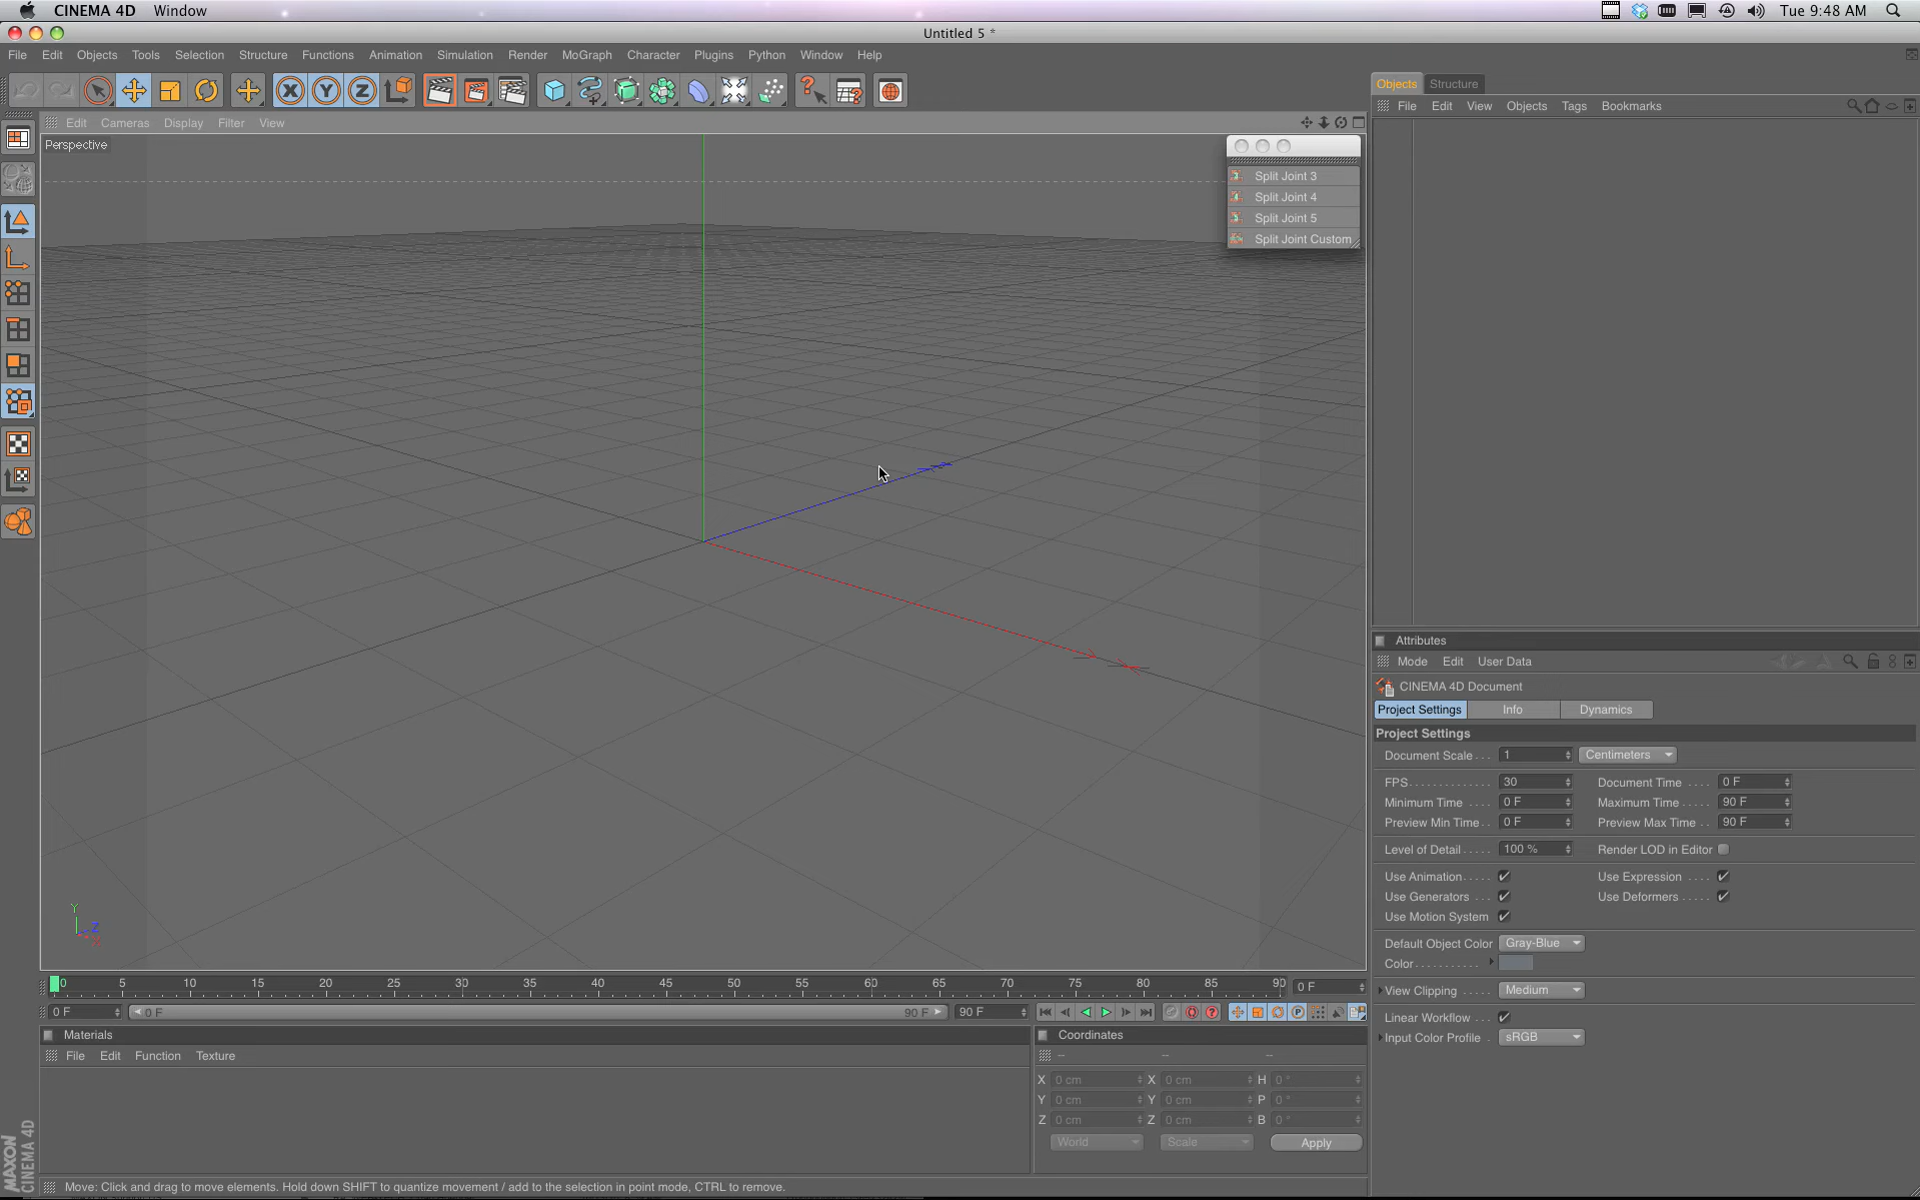 CINEMA 4D Window Tue 9:48 AM
Untitled 5 *
File Edit Objects Tools Selection Structure Functions Animation Simulation Render MoGraph Character Plugins Python Window Help
Objects Structure
File Edit View Objects Tags Bookmarks
Edit Cameras Display Filter View
Perspective
Split Joint 3
Split Joint 4
Split Joint 5
Split Joint Custom
Attributes
Mode Edit User Data
CINEMA 4D Document
Project Settings Info Dynamics
Project Settings
Document Scale . . . 1 Centimeters
FPS. . . . . . . . . . . . . 30 Document Time . . . . 0 F
Minimum Time . . . . 0 F Maximum Time . . . . . 90 F
Preview Min Time. . 0 F Preview Max Time . . 90 F
Level of Detail . . . . . 100 % Render LOD in Editor
Use Animation. . . . . Use Expression . . . .
Use Generators . . . Use Deformers . . . . .
Use Motion System
Default Object Color Gray-Blue
Color. . . . . . . . . . .
View Clipping . . . . . Medium
Linear Workflow . . .
Input Color Profile . sRGB
Y
Z
X
0 5 10 15 20 25 30 35 40 45 50 55 60 65 70 75 80 85 90 0 F
0 F 0 F 90 F 90 F
Materials
File Edit Function Texture
Coordinates
-- -- --
X 0 cm X 0 cm H 0 °
Y 0 cm Y 0 cm P 0 °
Z 0 cm Z 0 cm B 0 °
World Scale Apply
MAXON
CINEMA 4D
Move: Click and drag to move elements. Hold down SHIFT to quantize movement / add to the selection in point mode, CTRL to remove.